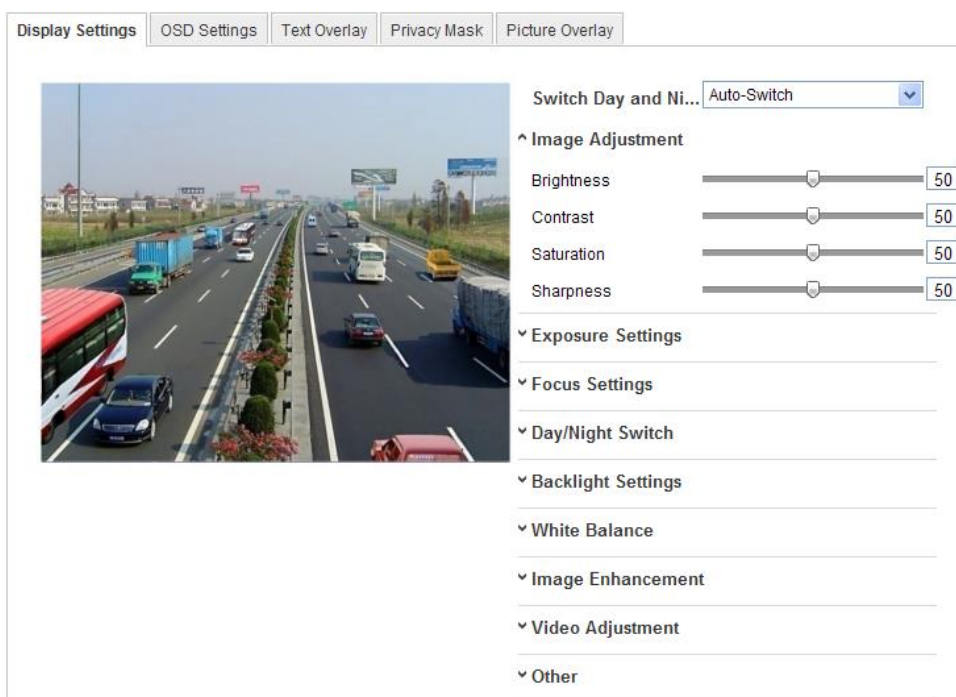 Display Settings
OSD Settings
Text Overlay
Privacy Mask
Picture Overlay
Switch Day and Ni... Auto-Switch
Image Adjustment
Brightness 50
Contrast 50
Saturation 50
Sharpness 50
Exposure Settings
Focus Settings
Day/Night Switch
Backlight Settings
White Balance
Image Enhancement
Video Adjustment
Other